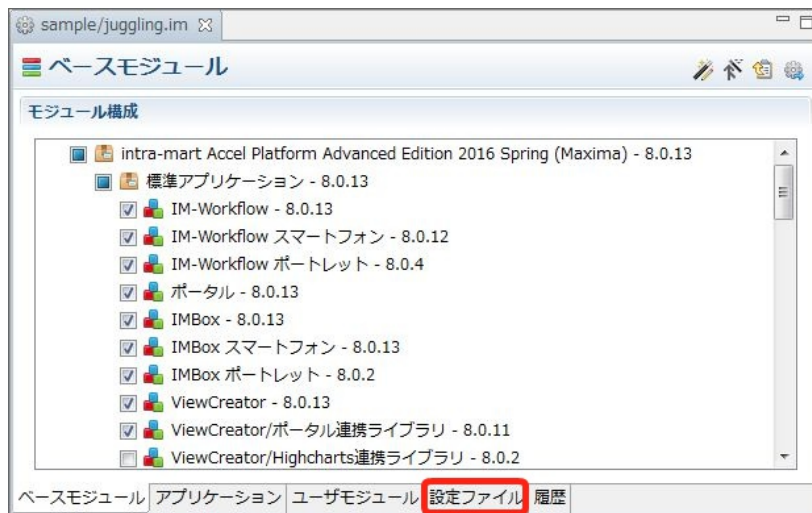 sample/juggling.im
ベースモジュール
モジュール構成
intra-mart Accel Platform Advanced Edition 2016 Spring (Maxima) - 8.0.13
標準アプリケーション - 8.0.13
IM-Workflow - 8.0.13
IM-Workflow スマートフォン - 8.0.12
IM-Workflow ポートレット - 8.0.4
ポータル - 8.0.13
IMBox - 8.0.13
IMBox スマートフォン - 8.0.13
IMBox ポートレット - 8.0.2
ViewCreator - 8.0.13
ViewCreator/ポータル連携ライブラリ - 8.0.11
ViewCreator/Highcharts連携ライブラリ - 8.0.2
ベースモジュール アプリケーション ユーザモジュール 設定ファイル 履歴